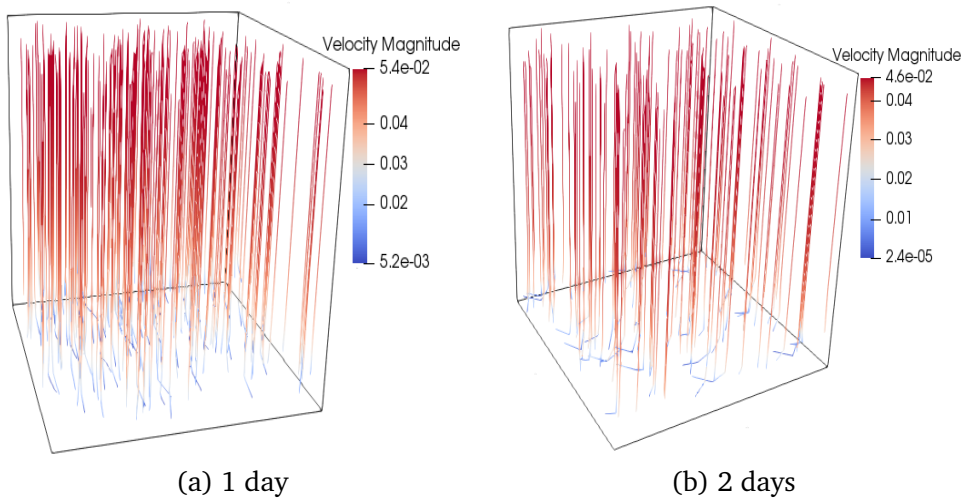 Velocity Magnitude
5.4e-02
0.04
0.03
0.02
5.2e-03
(a) 1 day
Velocity Magnitude
4.6e-02
0.04
0.03
0.02
0.01
2.4e-05
(b) 2 days